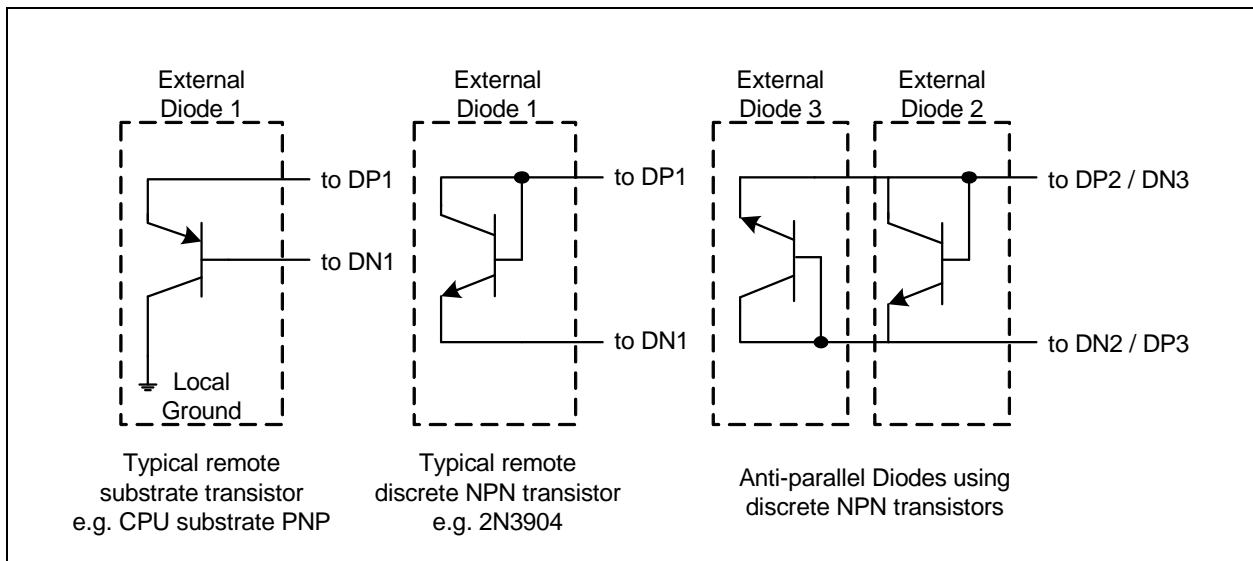 External
Diode 1
to DP1
to DN1
Local
Ground
Typical remote
substrate transistor
e.g. CPU substrate PNP
External
Diode 1
to DP1
to DN1
Typical remote
discrete NPN transistor
e.g. 2N3904
External
Diode 3
External
Diode 2
to DP2 / DN3
to DN2 / DP3
Anti-parallel Diodes using
discrete NPN transistors